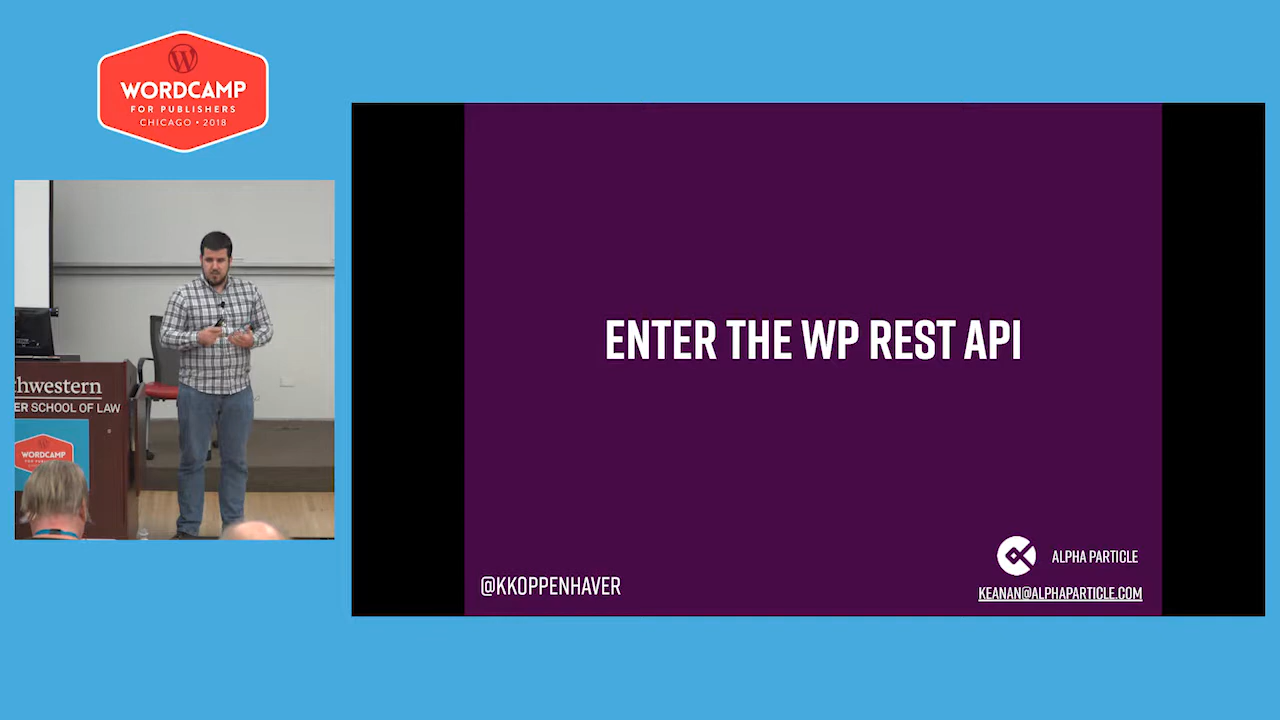 WORDCAMP
FOR PUBLISHERS
CHICAGO • 2018
ENTER THE WP REST API
hwestern
ER SCHOOL OF LAW
WORDCAMP
@KKOPPENHAVER
ALPHA PARTICLE
KEANAN@ALPHAPARTICLE.COM